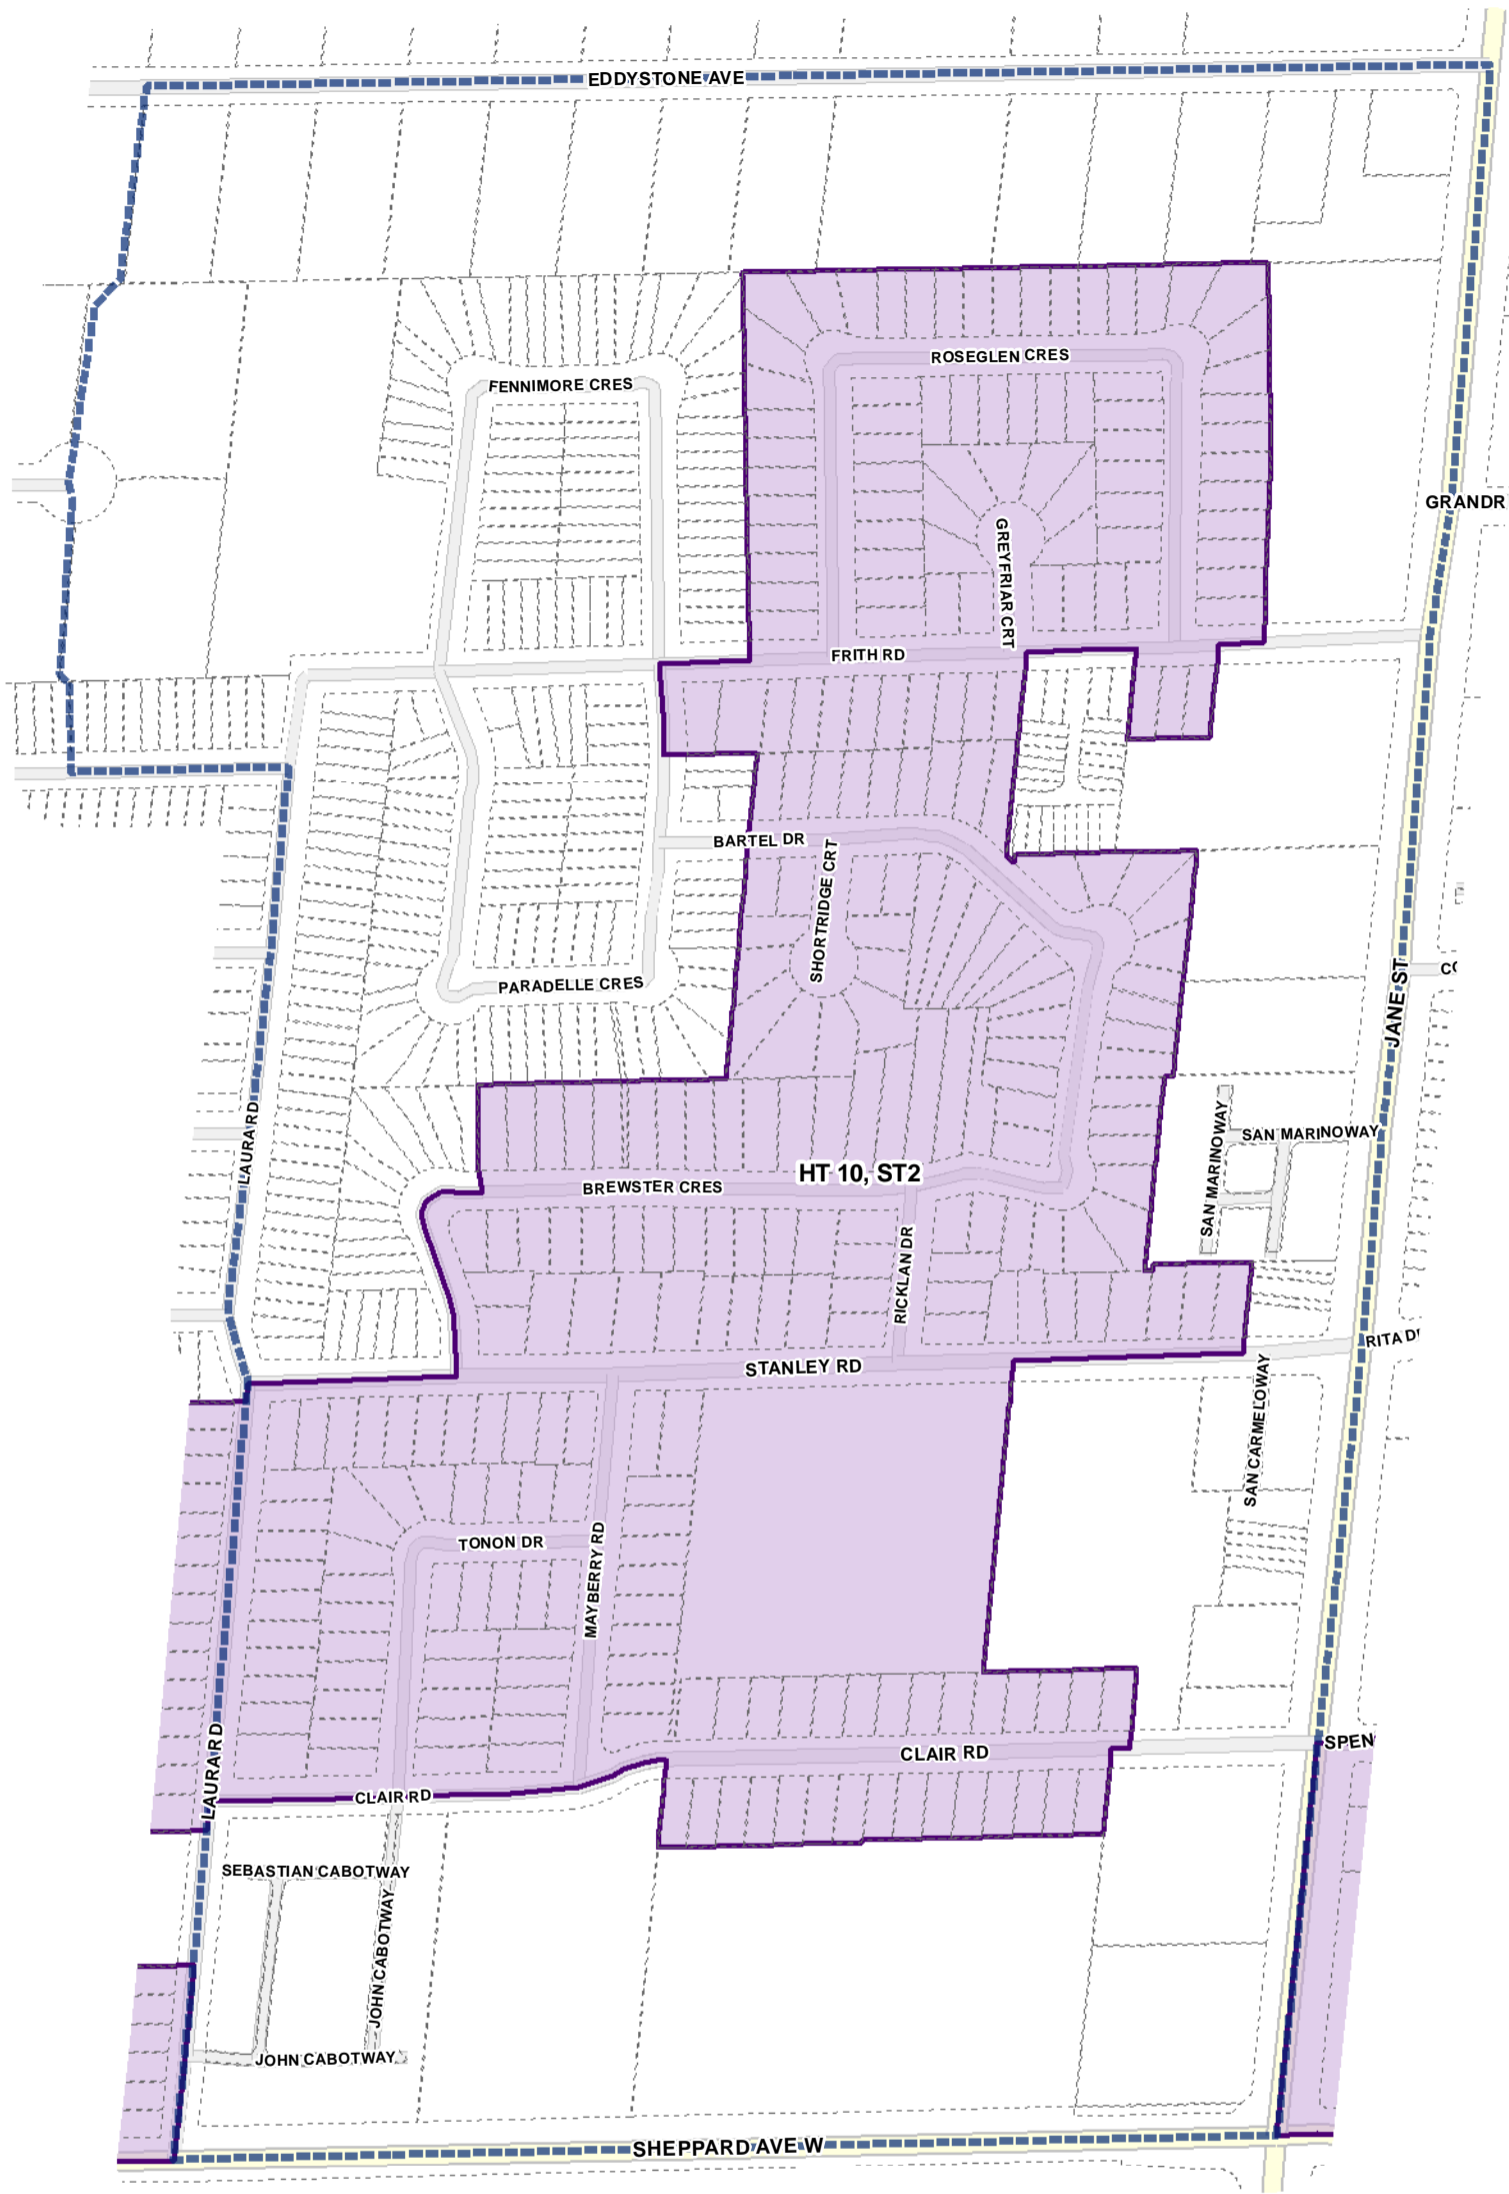 EDDYSTONE AVE
ROSEGLEN CRES
FENNIMORE CRES
GRANDR
GREYFRIAR CRT
FRITH RD
BARTEL DR
SHORTRIDGE CRT
PARADELLE CRES
JANE ST
LAURA RD
SAN MARINOWAY
SAN MARINOWAY
HT 10, ST2
BREWSTER CRES
RICKLAN DR
RITA D
STANLEY RD
SAN CARMELOWAY
TONON DR
MAYBERRY RD
SPEN
CLAIR RD
LAURA RD
CLAIR RD
SEBASTIAN CABOTWAY
JOHN CABOTWAY
JOHN CABOTWAY
SHEPPARD AVE W